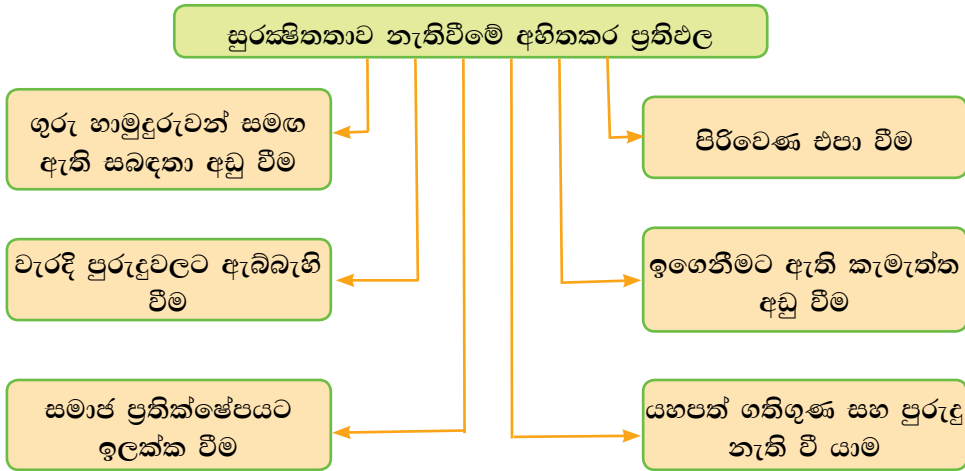 සුරක්‍ෂිතතාව නැතිවීමේ අහිතකර ප්‍රතිඵල
ගුරු හාමුදුරුවන් සමඟ
ඇති සබඳතා අඩු වීම
පිරිවෙණ එපා වීම
වැරදි පුරුදුවලට ඇබ්බැහි
වීම
ඉගෙනීමට ඇති කැමැත්ත
අඩු වීම
සමාජ ප්‍රතික්ෂේපයට
ඉලක්ක වීම
යහපත් ගතිගුණ සහ පුරුදු
නැති වී යාම